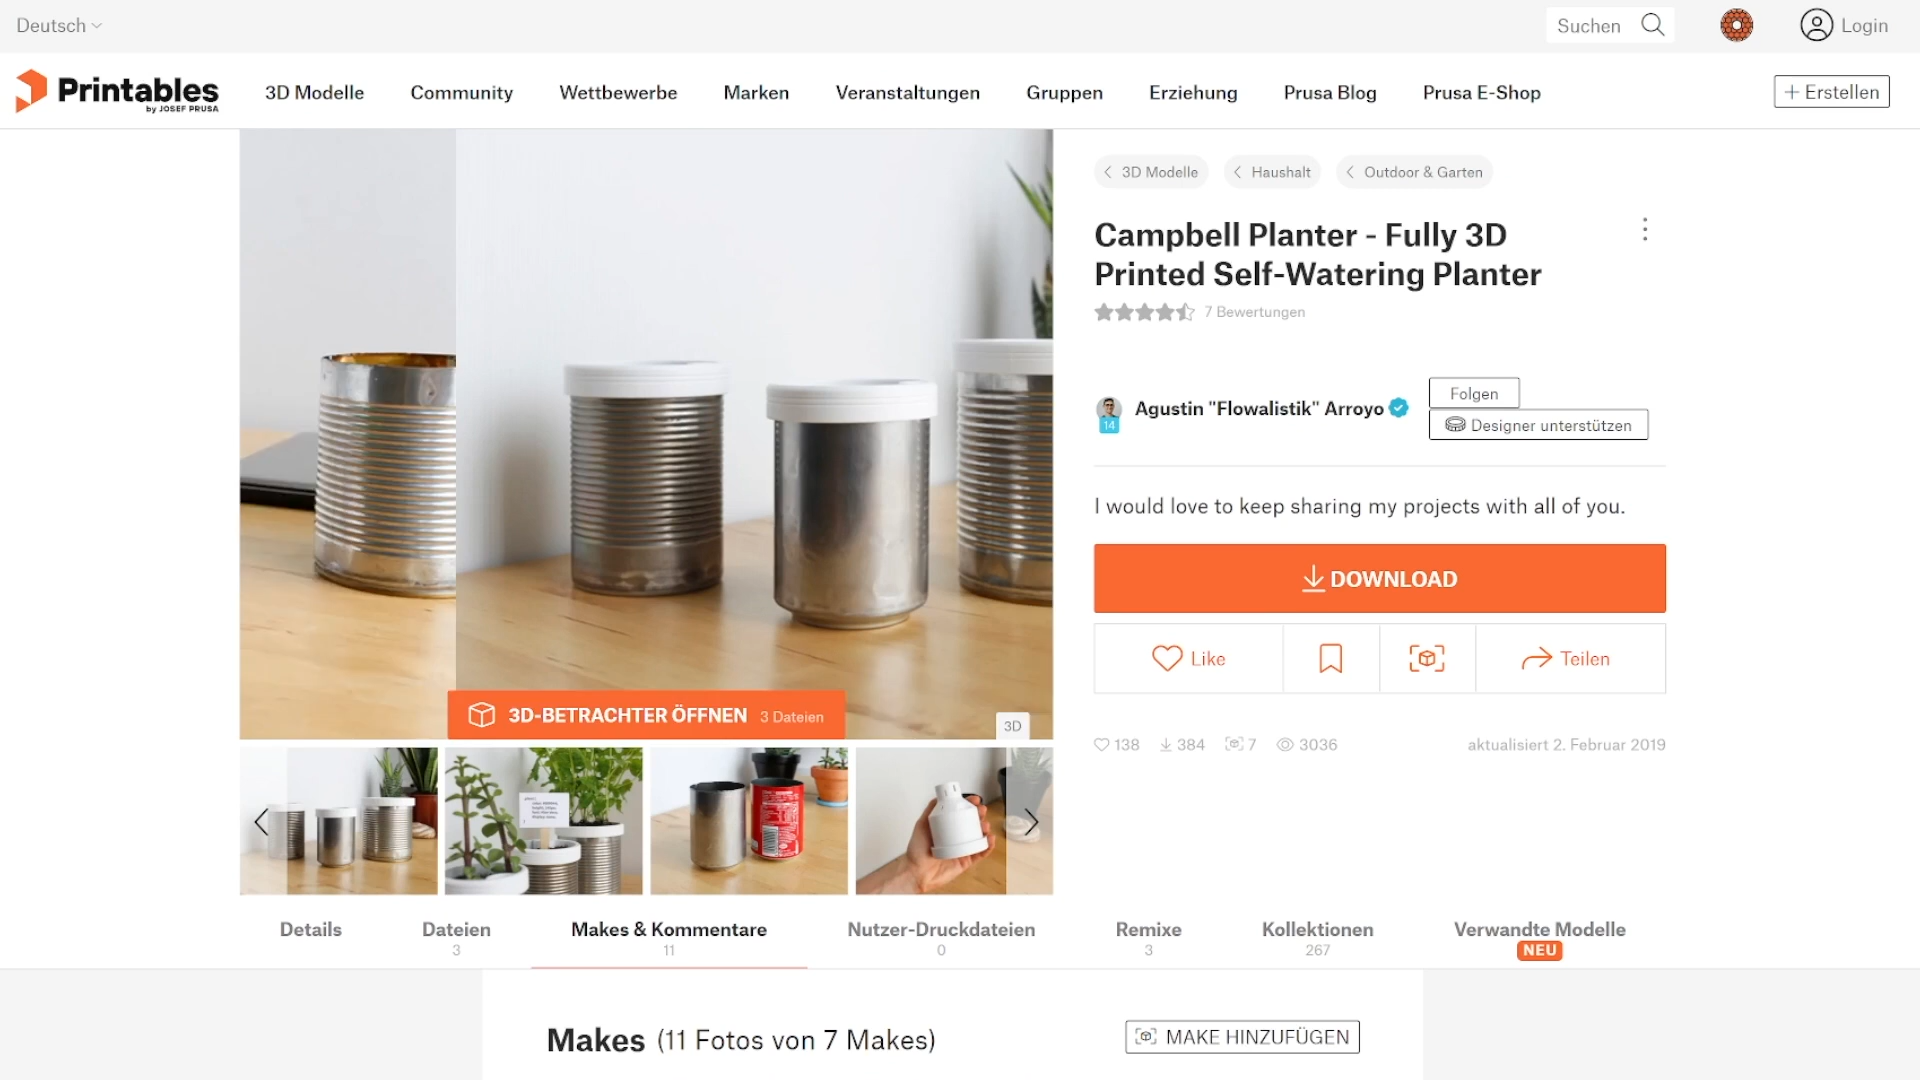 Deutsch
Suchen
Login
Printables
by JOSEF PRUSA
3D Modelle
Community
Wettbewerbe
Marken
Veranstaltungen
Gruppen
Erziehung
Prusa Blog
Prusa E-Shop
+ Erstellen
3D Modelle
Haushalt
Outdoor & Garten
Campbell Planter - Fully 3D
Printed Self-Watering Planter
7 Bewertungen
14
Agustin "Flowalistik" Arroyo
Folgen
Designer unterstützen
I would love to keep sharing my projects with all of you.
DOWNLOAD
Like
Teilen
138
384
7
3036
aktualisiert 2. Februar 2019
3D-BETRACHTER ÖFFNEN 3 Dateien
3D
Details
Dateien
3
Makes & Kommentare
11
Nutzer-Druckdateien
0
Remixe
3
Kollektionen
267
Verwandte Modelle
NEU
Makes (11 Fotos von 7 Makes)
MAKE HINZUFÜGEN